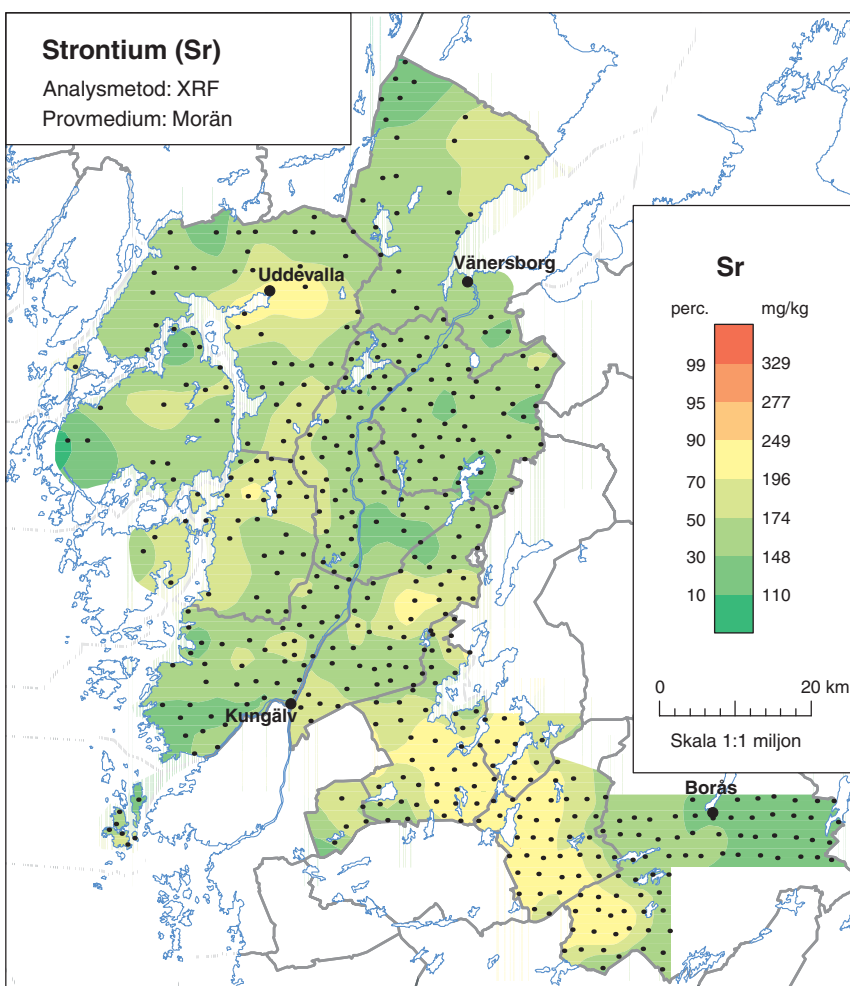 Strontium (Sr)
Analysmetod: XRF
Provmedium: Morän
Uddevalla
Vänersborg
Sr
perc. mg/kg
99 329
95 277
90 249
70 196
50 174
30 148
10 110
0 20 km
Skala 1:1 miljon
Kungälv
Borås